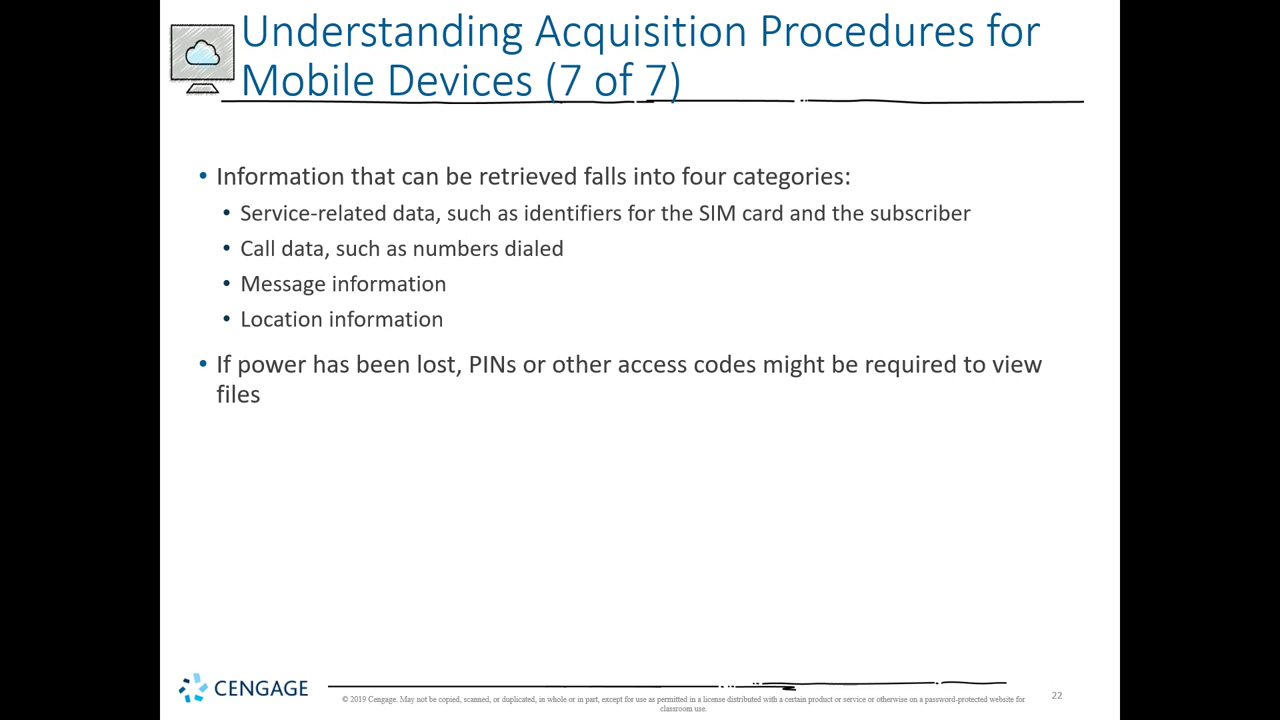 Understanding Acquisition Procedures for
Mobile Devices (7 of 7)
• Information that can be retrieved falls into four categories:
• Service-related data, such as identifiers for the SIM card and the subscriber
• Call data, such as numbers dialed
• Message information
• Location information
• If power has been lost, PINs or other access codes might be required to view
files
CENGAGE
© 2019 Cengage. May not be copied, scanned, or duplicated, in whole or in part, except for use as permitted in a license distributed with a certain product or service or otherwise on a password-protected website for
classroom use.
22